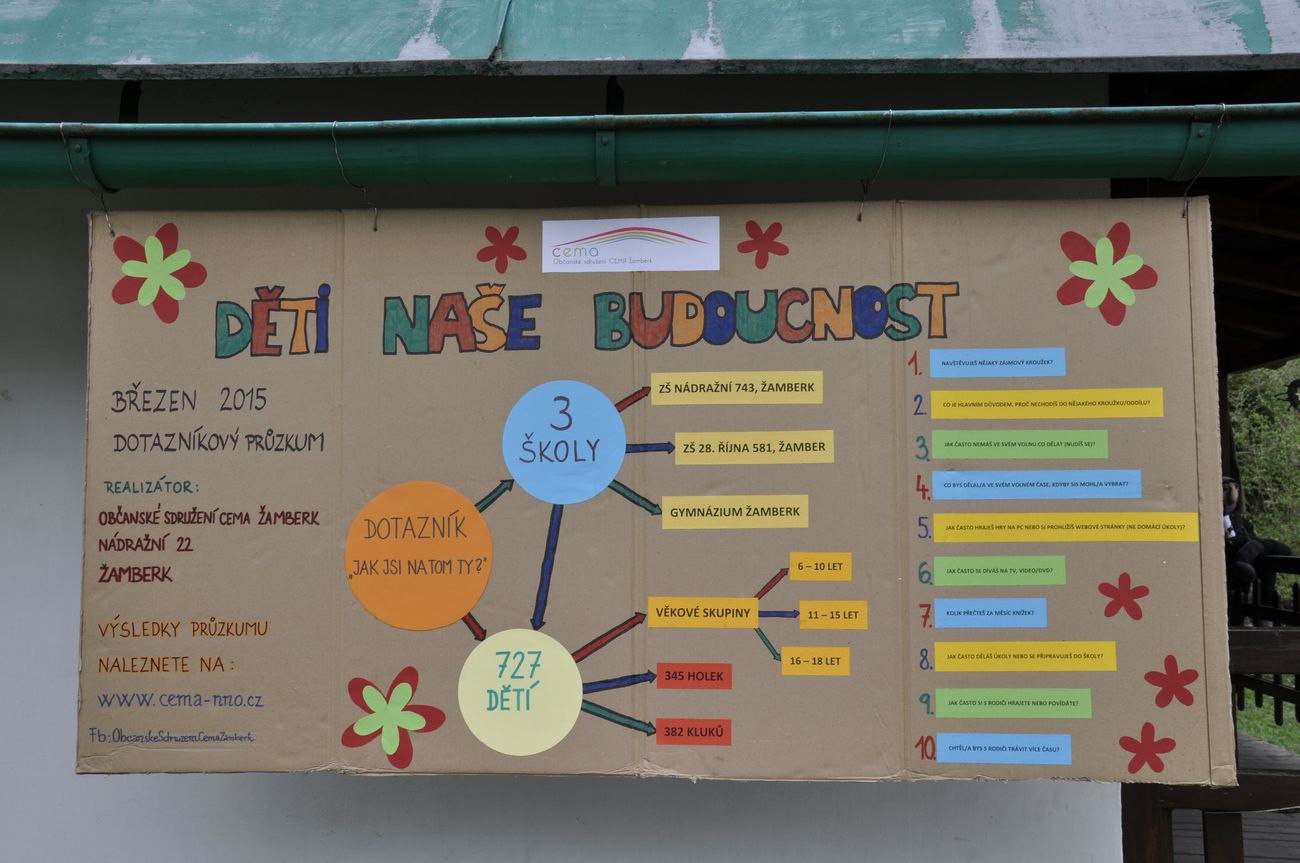 cema
Občanské sdružení CEMA Žamberk
DĚTI NAŠE BUDOUCNOST
BŘEZEN 2015
DOTAZNÍKOVÝ PRŮZKUM
REALIZÁTOR:
OBČANSKÉ SDRUŽENÍ CEMA ŽAMBERK
NÁDRAŽNÍ 22
ŽAMBERK
VÝSLEDKY PRŮZKUMU
NALEZNETE NA:
www.cema-nno.cz
Fb: ObcanskeSdruzeniCemaZamberk
DOTAZNÍK
„JAK JSI NA TOM TY?"
3
ŠKOLY
ZŠ NÁDRAŽNÍ 743, ŽAMBERK
ZŠ 28. ŘÍJNA 581, ŽAMBER
GYMNÁZIUM ŽAMBERK
727
DĚTÍ
VĚKOVÉ SKUPINY
6 – 10 LET
11 – 15 LET
16 – 18 LET
345 HOLEK
382 KLUKŮ
1. NAVŠTĚVUJEŠ NĚJAKÝ ZÁJMOVÝ KROUŽEK?
2. CO JE HLAVNÍM DŮVODEM, PROČ NECHODÍŠ DO NĚJAKÉHO KROUŽKU/ODDÍLU?
3. JAK ČASTO NEMÁŠ VE SVÉM VOLNU CO DĚLAT (NUDÍŠ SE)?
4. CO BYS DĚLAL/A VE SVÉM VOLNÉM ČASE, KDYBY SIS MOHL/A VYBRAT?
5. JAK ČASTO HRAJEŠ HRY NA PC NEBO SI PROHLÍŽÍŠ WEBOVÉ STRÁNKY (NE DOMÁCÍ ÚKOLY)?
6. JAK ČASTO SE DÍVÁŠ NA TV, VIDEO/DVD?
7. KOLIK PŘEČTEŠ ZA MĚSÍC KNÍŽEK?
8. JAK ČASTO DĚLÁŠ ÚKOLY NEBO SE PŘIPRAVUJEŠ DO ŠKOLY?
9. JAK ČASTO SI S RODIČI HRAJETE NEBO POVÍDÁTE?
10. CHTĚL/A BYS S RODIČI TRÁVIT VÍCE ČASU?